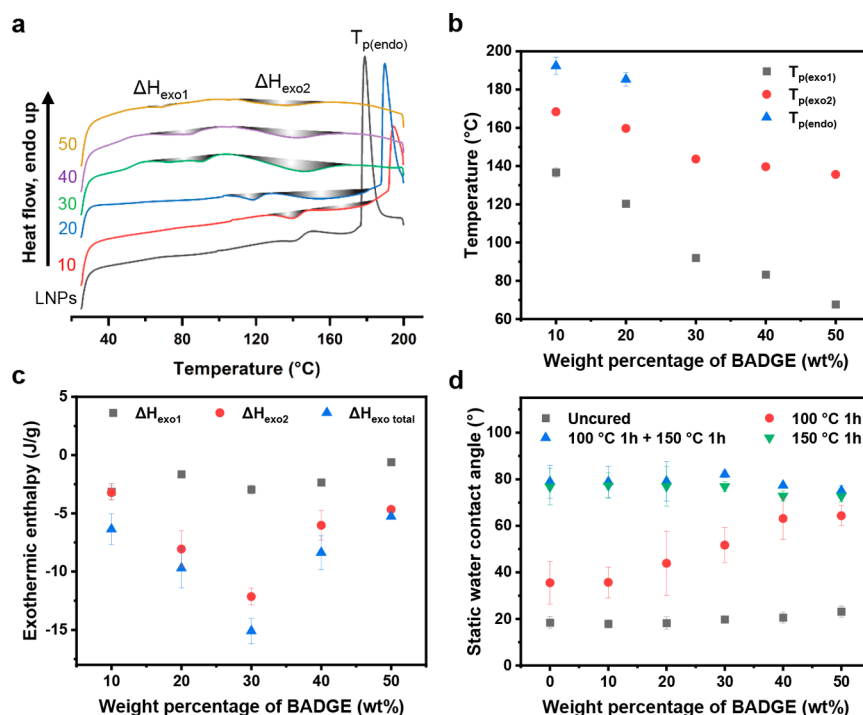 a
Heat flow, endo up
ΔHexo1
ΔHexo2
Tp(endo)
50
40
30
20
10
LNPs
40
80
120
160
200
Temperature (°C)
b
Temperature (°C)
200
180
160
140
120
100
80
60
Tp(exo1)
Tp(exo2)
Tp(endo)
10
20
30
40
50
Weight percentage of BADGE (wt%)
c
Exothermic enthalpy (J/g)
5
0
-5
-10
-15
ΔHexo1
ΔHexo2
ΔHexo total
10
20
30
40
50
Weight percentage of BADGE (wt%)
d
Static water contact angle (°)
100
80
60
40
20
0
Uncured
100 °C 1h
100 °C 1h + 150 °C 1h
150 °C 1h
0
10
20
30
40
50
Weight percentage of BADGE (wt%)